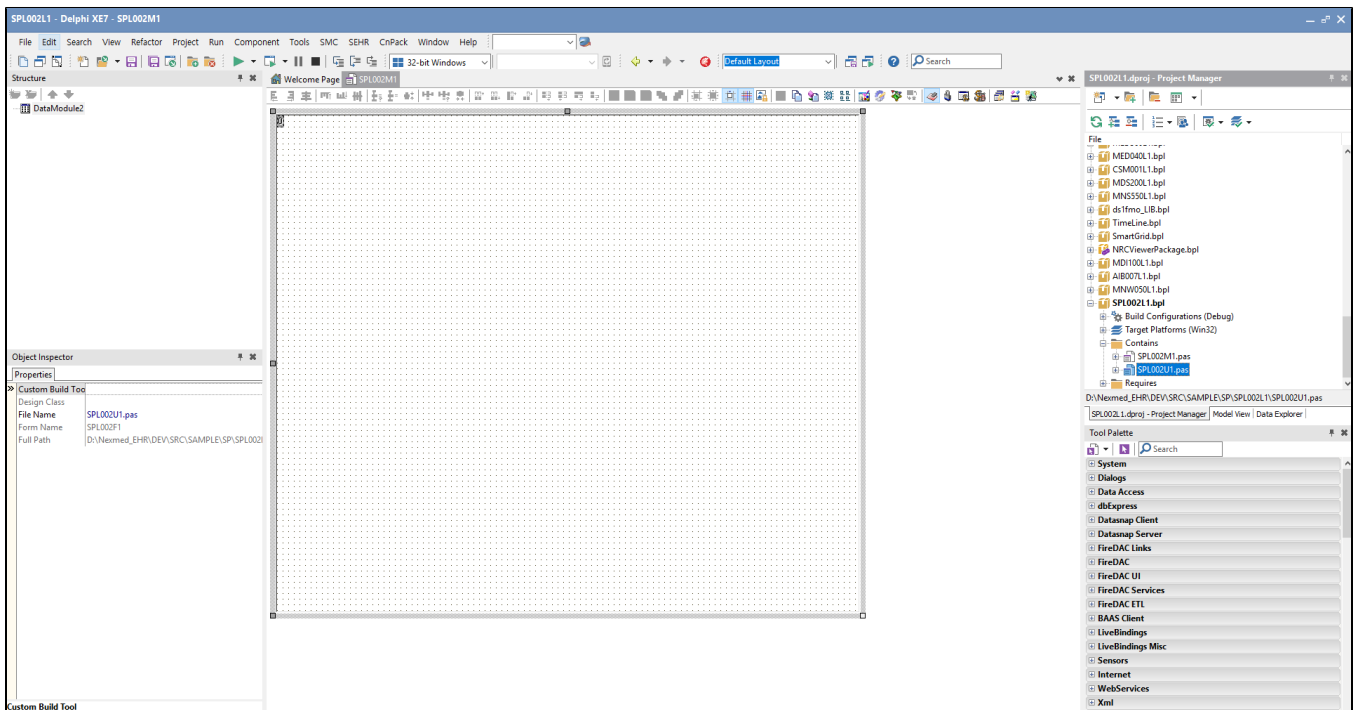 SPL002L1 - Delphi XE7 - SPL002M1
File Edit Search View Refactor Project Run Component Tools SMC SEHR CnPack Window Help
32-bit Windows
Default Layout
Search
Structure
Welcome Page
SPL002M1
SPL002L1.dproj - Project Manager
DataModule2
File
MED040L1.bpl
CSM001L1.bpl
MDS200L1.bpl
MNS550L1.bpl
ds1fmo_LIB.bpl
TimeLine.bpl
SmartGrid.bpl
NRCViewerPackage.bpl
MDI100L1.bpl
AIB007L1.bpl
MNW050L1.bpl
SPL002L1.bpl
Build Configurations (Debug)
Target Platforms (Win32)
Contains
SPL002M1.pas
SPL002U1.pas
Requires
D:\Nexmed_EHR\DEV\SRC\SAMPLE\SP\SPL002L1\SPL002U1.pas
SPL002L1.dproj - Project Manager Model View Data Explorer
Object Inspector
Properties
Custom Build Too
Design Class
File Name SPL002U1.pas
Form Name SPL002F1
Full Path D:\Nexmed_EHR\DEV\SRC\SAMPLE\SP\SPL002l
Custom Build Tool
Tool Palette
Search
System
Dialogs
Data Access
dbExpress
Datasnap Client
Datasnap Server
FireDAC Links
FireDAC
FireDAC UI
FireDAC Services
FireDAC ETL
BAAS Client
LiveBindings
LiveBindings Misc
Sensors
Internet
WebServices
Xml